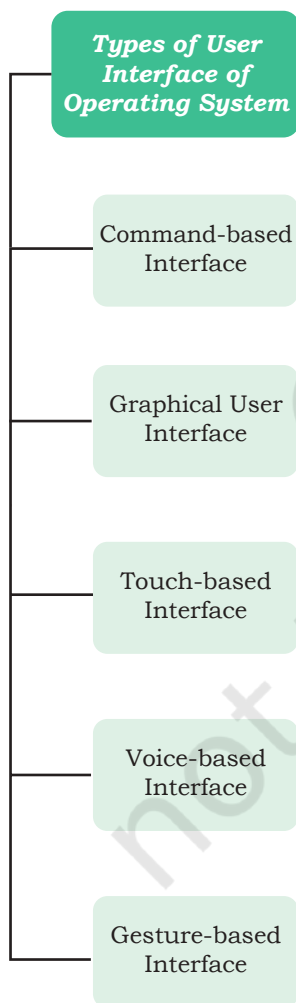 Types of User
Interface of
Operating System
Command-based
Interface
Graphical User
Interface
Touch-based
Interface
not
Voice-based
Interface
Gesture-based
Interface